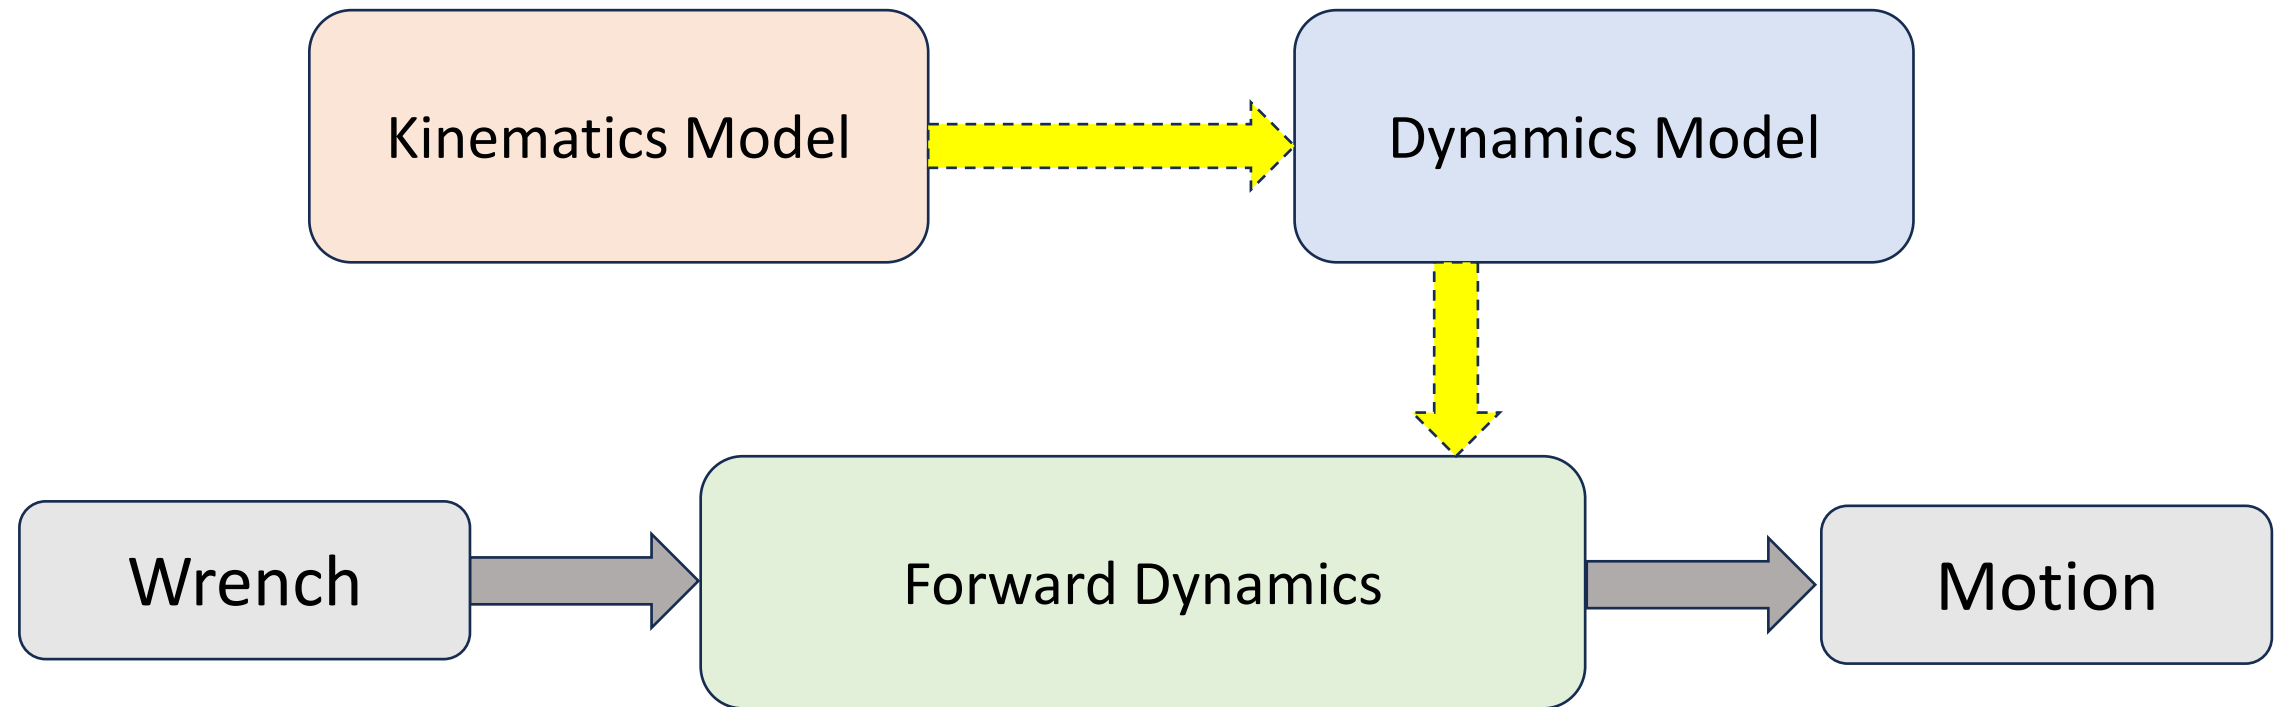 Kinematics Model
Dynamics Model
Wrench
Forward Dynamics
Motion